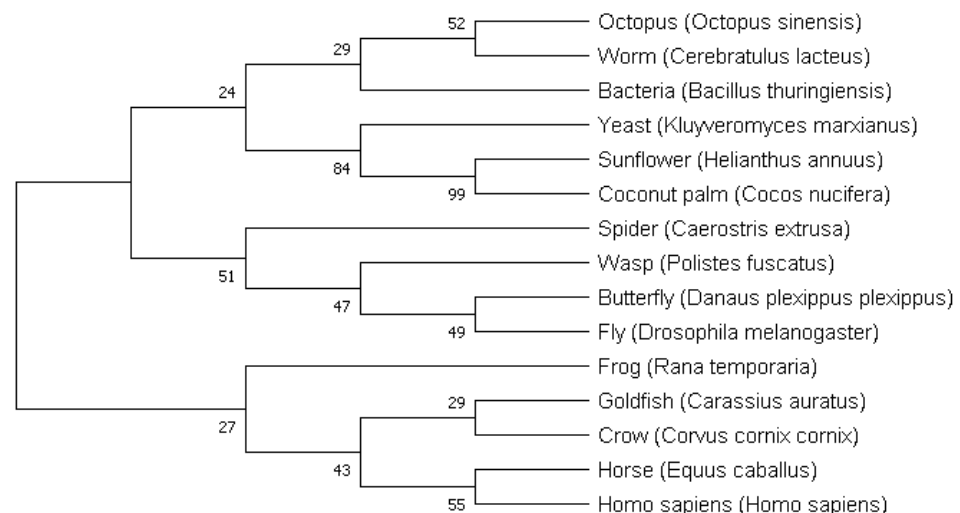 52
Octopus (Octopus sinensis)
29
Worm (Cerebratulus lacteus)
24
Bacteria (Bacillus thuringiensis)
Yeast (Kluyveromyces marxianus)
84
Sunflower (Helianthus annuus)
99
Coconut palm (Cocos nucifera)
Spider (Caerostris extrusa)
51
Wasp (Polistes fuscatus)
47
Butterfly (Danaus plexippus plexippus)
49
Fly (Drosophila melanogaster)
Frog (Rana temporaria)
27
29
Goldfish (Carassius auratus)
Crow (Corvus cornix cornix)
43
Horse (Equus caballus)
55
Homo sapiens (Homo sapiens)